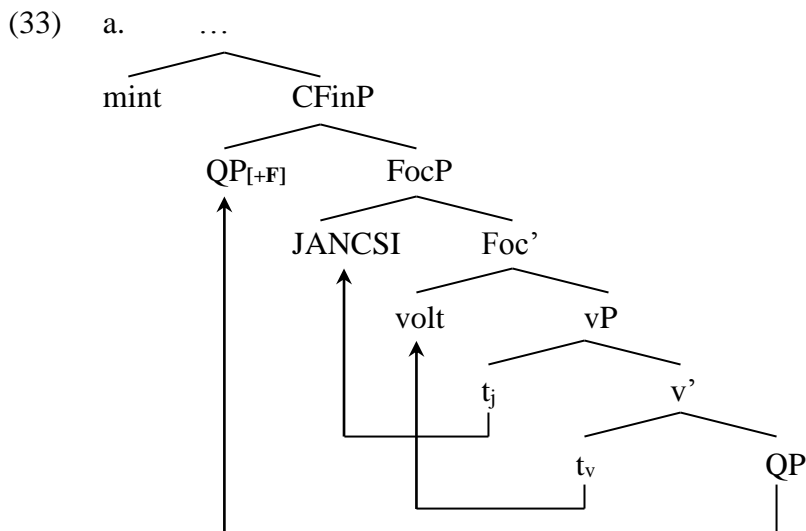 (33) a. …
mint CFinP
QP[+F] FocP
JANCSI Foc’
volt vP
tj v’
tv QP